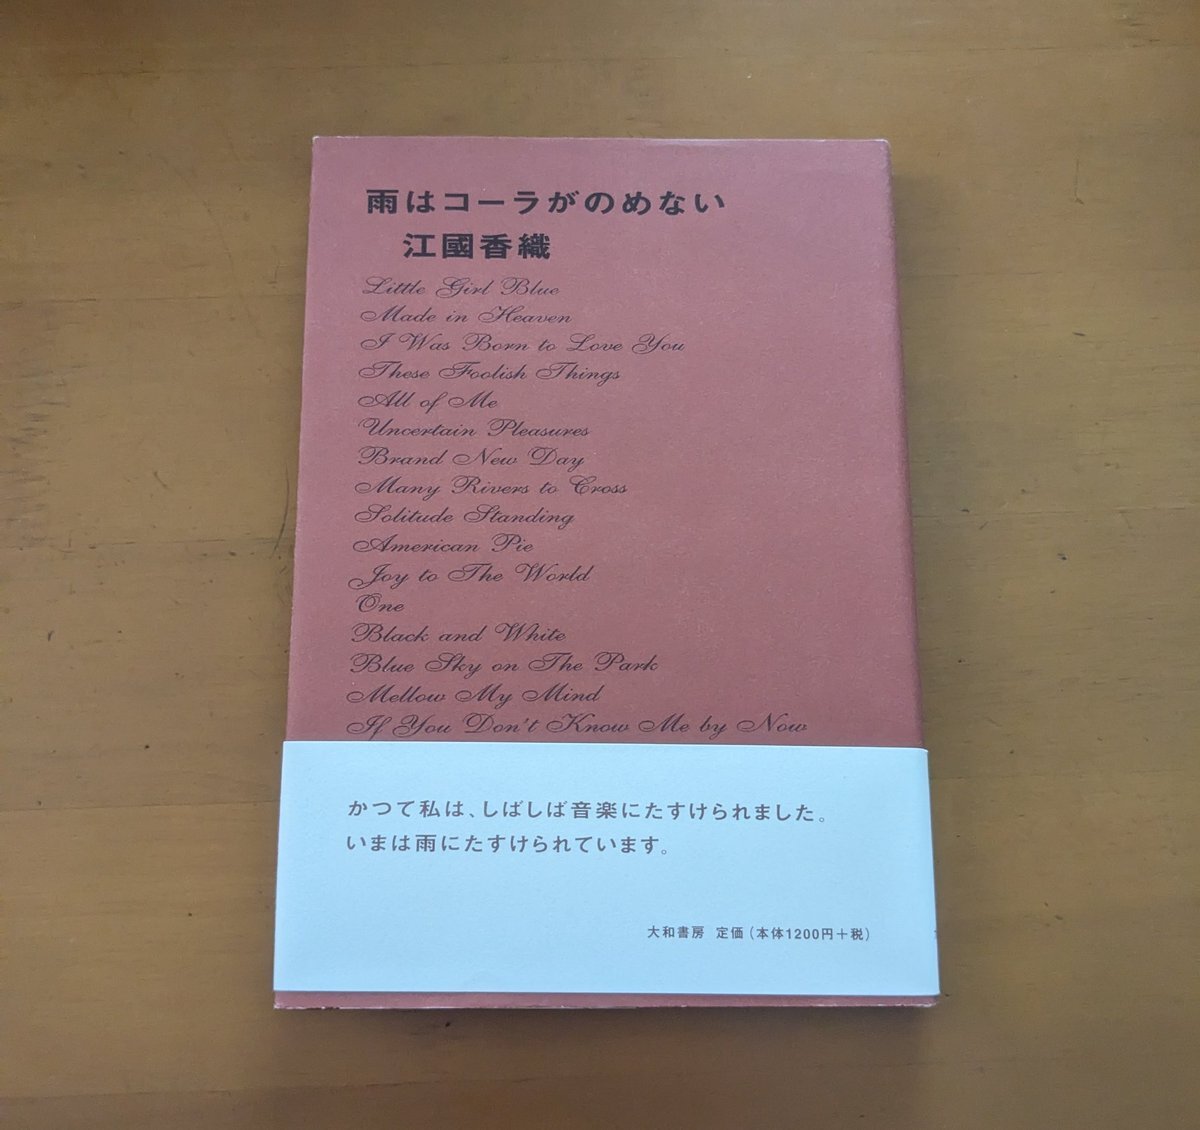 雨はコーラがのめない
江國香織
Little Girl Blue
Made in Heaven
I Was Born to Love You
These Foolish Things
All of Me
Uncertain Pleasures
Brand New Day
Many Rivers to Cross
Solitude Standing
American Pie
Joy to The World
One
Black and White
Blue Sky on The Park
Mellow My Mind
If You Don't Know Me by Now
かつて私は、しばしば音楽にたすけられました。
いまは雨にたすけられています。
大和書房 定価(本体1200円+税)